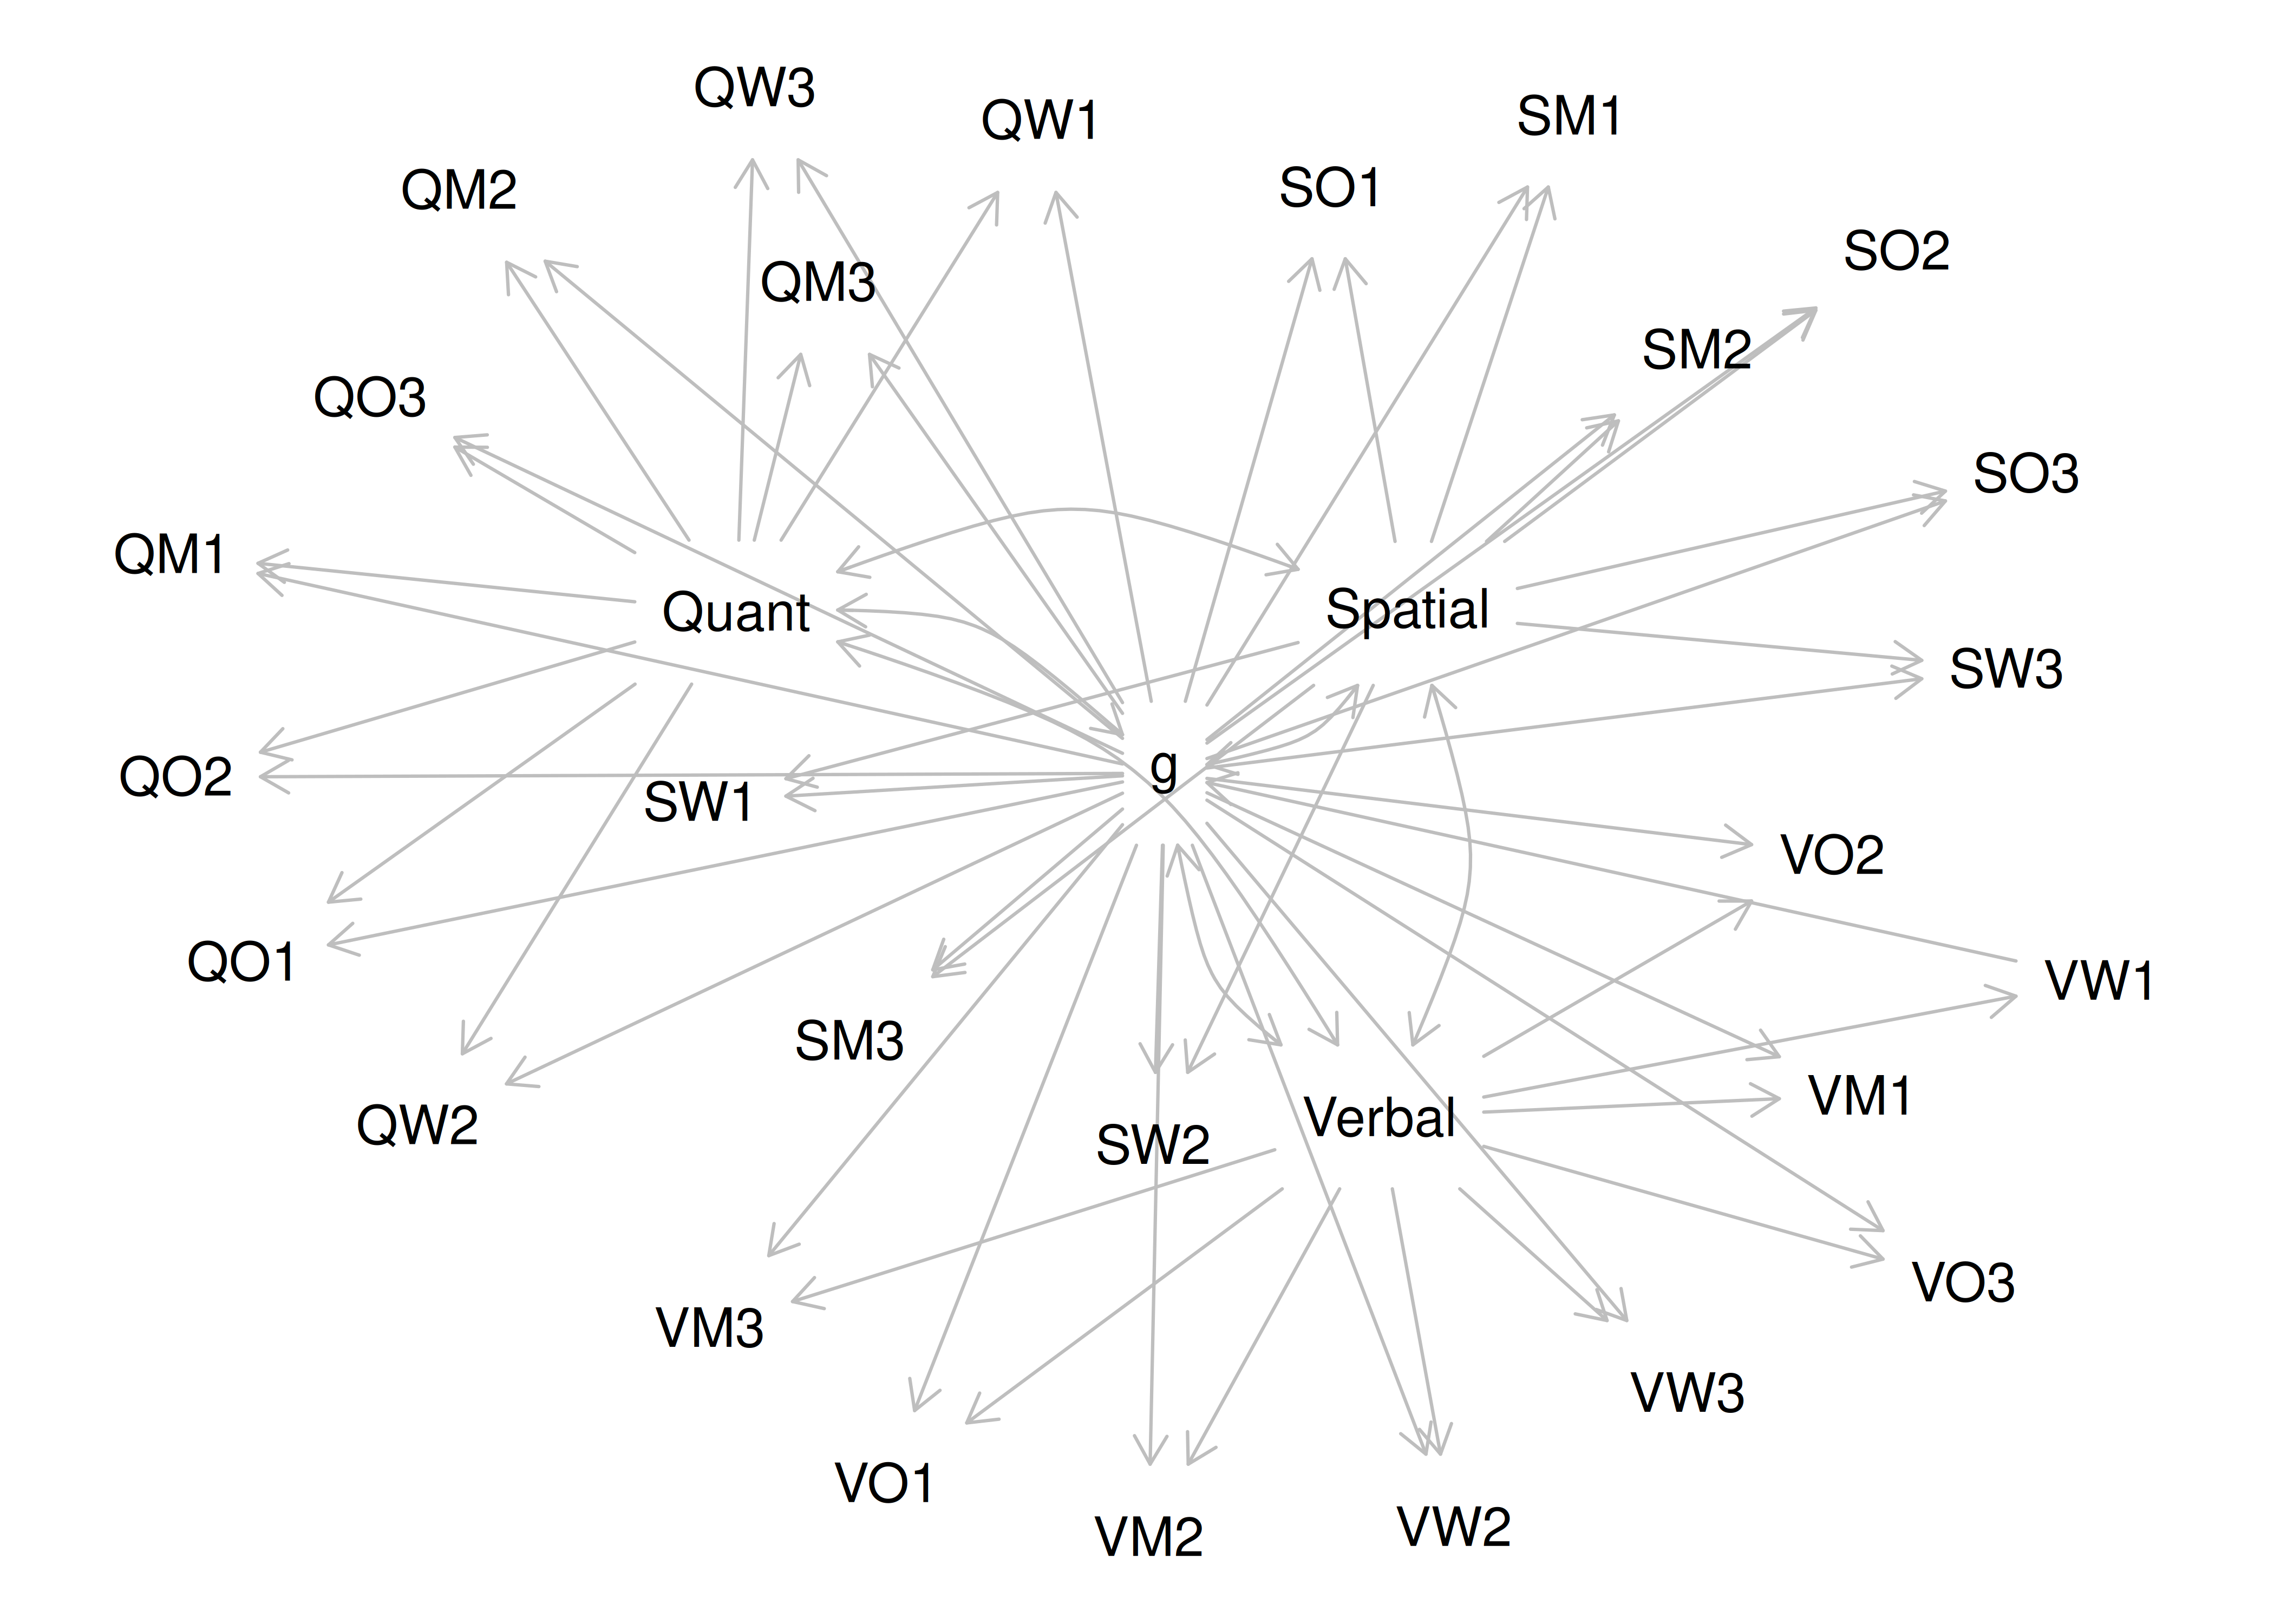 QW3
QW1
SM1
QM2
SO1
SO2
QM3
SM2
QO3
SO3
QM1
Quant
Spatial
SW3
g
QO2
SW1
VO2
QO1
VW1
SM3
VM1
QW2
Verbal
SW2
VO3
VM3
VW3
VO1
VW2
VM2